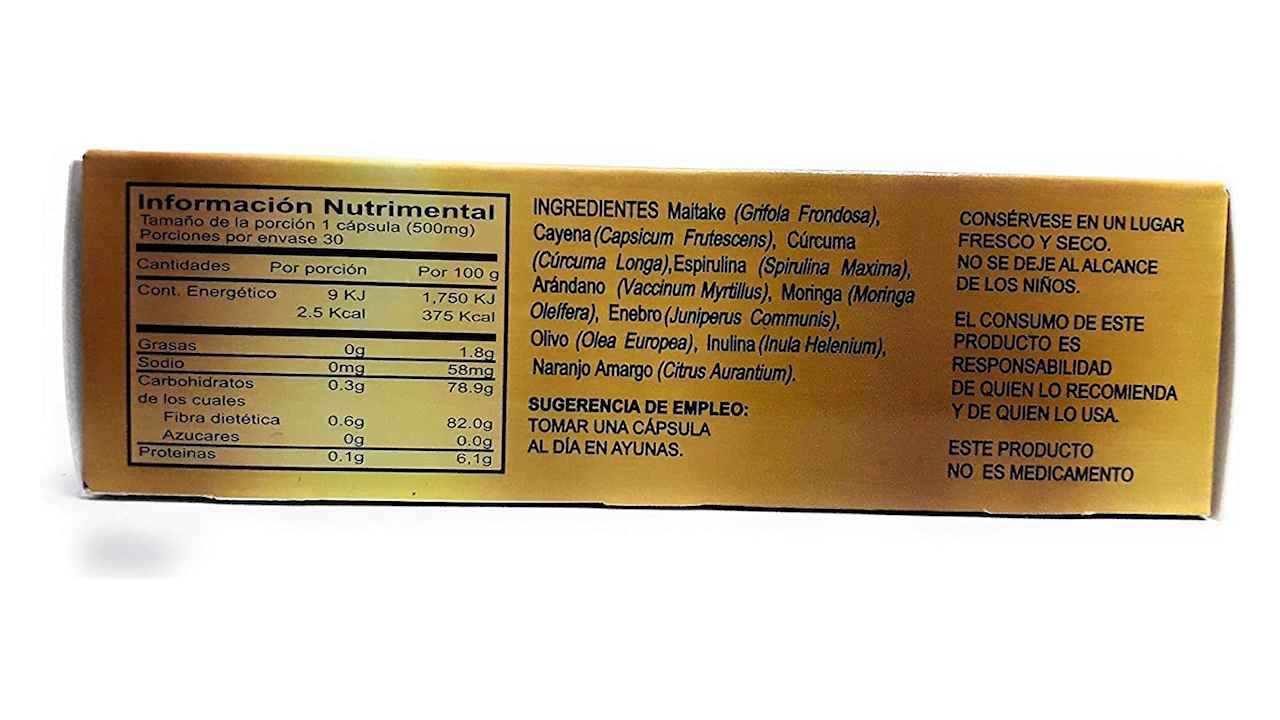 Información Nutrimental
Tamaño de la porción 1 cápsula (500mg)
Porciones por envase 30
Cantidades Por porción Por 100 g
Cont. Energético 9 KJ 1,750 KJ
2.5 Kcal 375 Kcal
Grasas 0g 1.8g
Sodio 0mg 58mg
Carbohidratos 0.3g 78.9g
de los cuales
Fibra dietética 0.6g 82.0g
Azucares 0g 0.0g
Proteinas 0.1g 6,1g
INGREDIENTES Maitake (Grifola Frondosa),
Cayena (Capsicum Frutescens), Cúrcuma
(Cúrcuma Longa), Espirulina (Spirulina Maxima),
Arándano (Vaccinum Myrtillus), Moringa (Moringa
Oleífera), Enebro (Juniperus Communis),
Olivo (Olea Europea), Inulina (Inula Helenium),
Naranjo Amargo (Citrus Aurantium).
SUGERENCIA DE EMPLEO:
TOMAR UNA CÁPSULA
AL DÍA EN AYUNAS.
CONSÉRVESE EN UN LUGAR
FRESCO Y SECO.
NO SE DEJE AL ALCANCE
DE LOS NIÑOS.
EL CONSUMO DE ESTE
PRODUCTO ES
RESPONSABILIDAD
DE QUIEN LO RECOMIENDA
Y DE QUIEN LO USA.
ESTE PRODUCTO
NO ES MEDICAMENTO